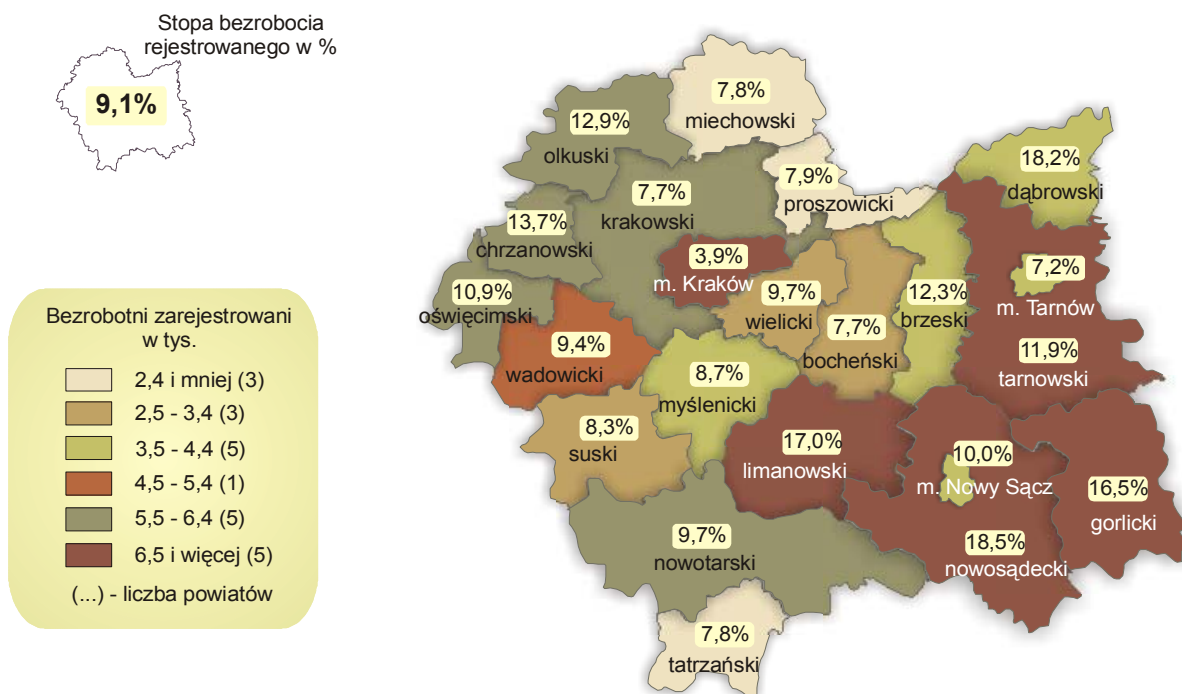 Stopa bezrobocia
rejestrowanego w %
9,1%
Bezrobotni zarejestrowani
w tys.
2,4 i mniej (3)
2,5 - 3,4 (3)
3,5 - 4,4 (5)
4,5 - 5,4 (1)
5,5 - 6,4 (5)
6,5 i więcej (5)
(...) - liczba powiatów
7,8%
miechowski
12,9%
olkuski
18,2%
dąbrowski
7,9%
proszowicki
7,7%
krakowski
13,7%
chrzanowski
3,9%
m. Kraków
7,2%
m. Tarnów
10,9%
oświęcimski
9,7%
wielicki
12,3%
brzeski
7,7%
bocheński
9,4%
wadowicki
11,9%
tarnowski
8,7%
myślenicki
8,3%
suski
17,0%
limanowski
10,0%
m. Nowy Sącz
16,5%
gorlicki
9,7%
nowotarski
18,5%
nowosądecki
7,8%
tatrzański